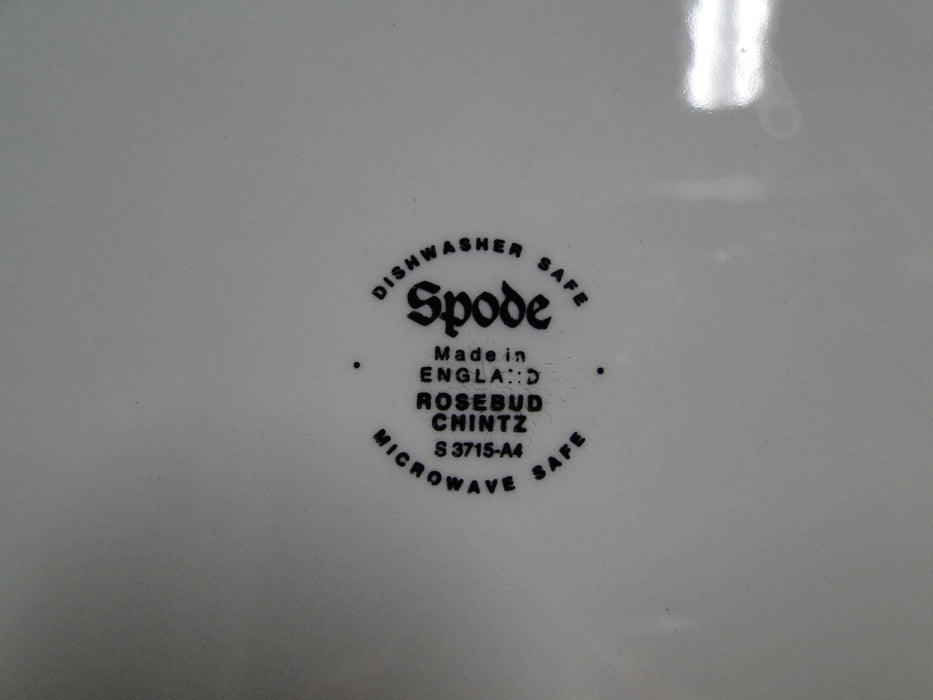 DISHWASHER SAFE
Spode
Made in
ENGLAND
ROSEBUD
CHINTZ
S 3715-A4
MICROWAVE SAFE